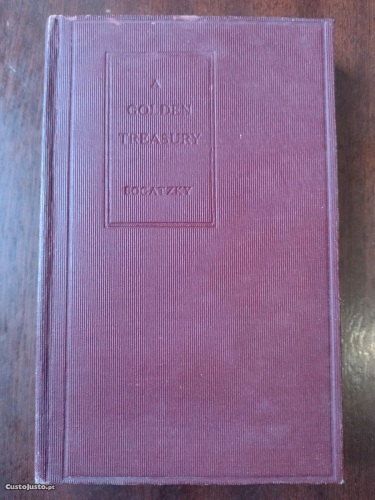 A
GOLDEN
TREASURY
BOGATZKY
CustoJusto.pt